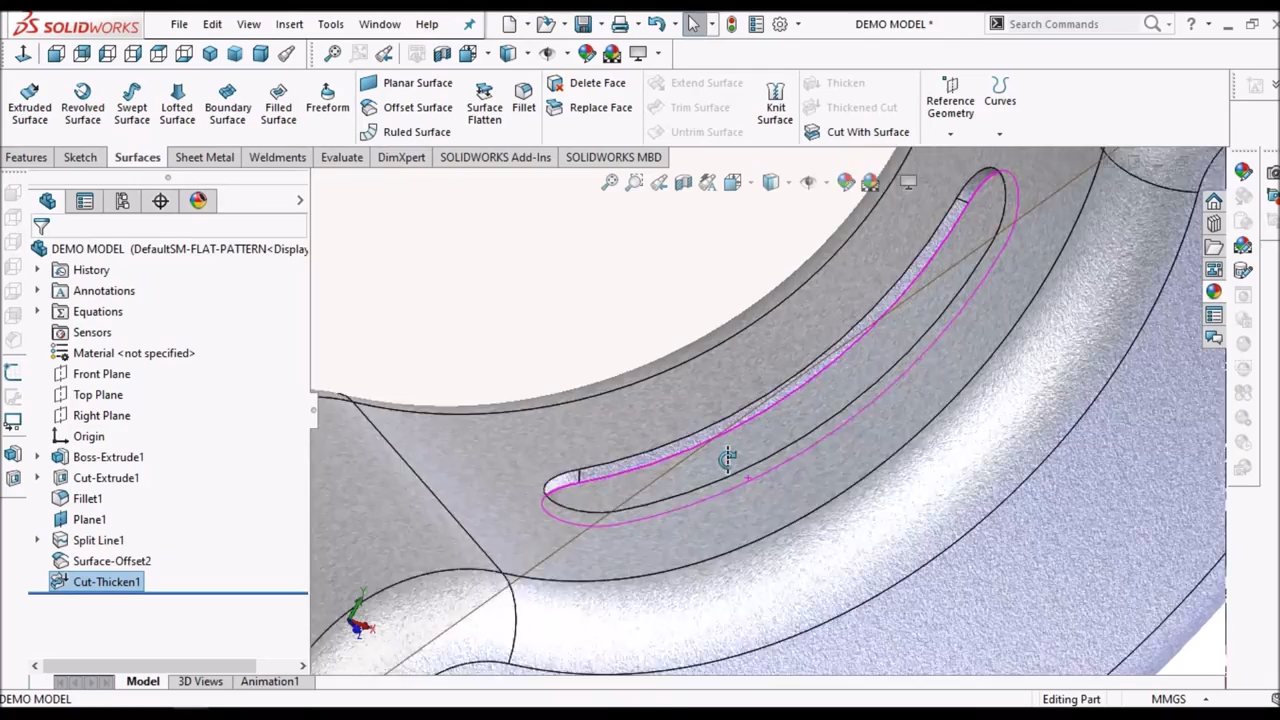 SOLIDWORKS File Edit View Insert Tools Window Help DEMO MODEL * Search Commands ?
Extruded Surface
Revolved Surface
Swept Surface
Lofted Surface
Boundary Surface
Filled Surface
Freeform
Planar Surface
Offset Surface
Ruled Surface
Surface Flatten
Fillet
Delete Face
Replace Face
Extend Surface
Trim Surface
Untrim Surface
Knit Surface
Thicken
Thickened Cut
Cut With Surface
Reference Geometry
Curves
Features Sketch Surfaces Sheet Metal Weldments Evaluate DimXpert SOLIDWORKS Add-Ins SOLIDWORKS MBD
DEMO MODEL (DefaultSM-FLAT-PATTERN<Display
History
Annotations
Equations
Sensors
Material <not specified>
Front Plane
Top Plane
Right Plane
Origin
Boss-Extrude1
Cut-Extrude1
Fillet1
Plane1
Split Line1
Surface-Offset2
Cut-Thicken1
Y
X
Z
Model 3D Views Animation1
DEMO MODEL Editing Part MMGS